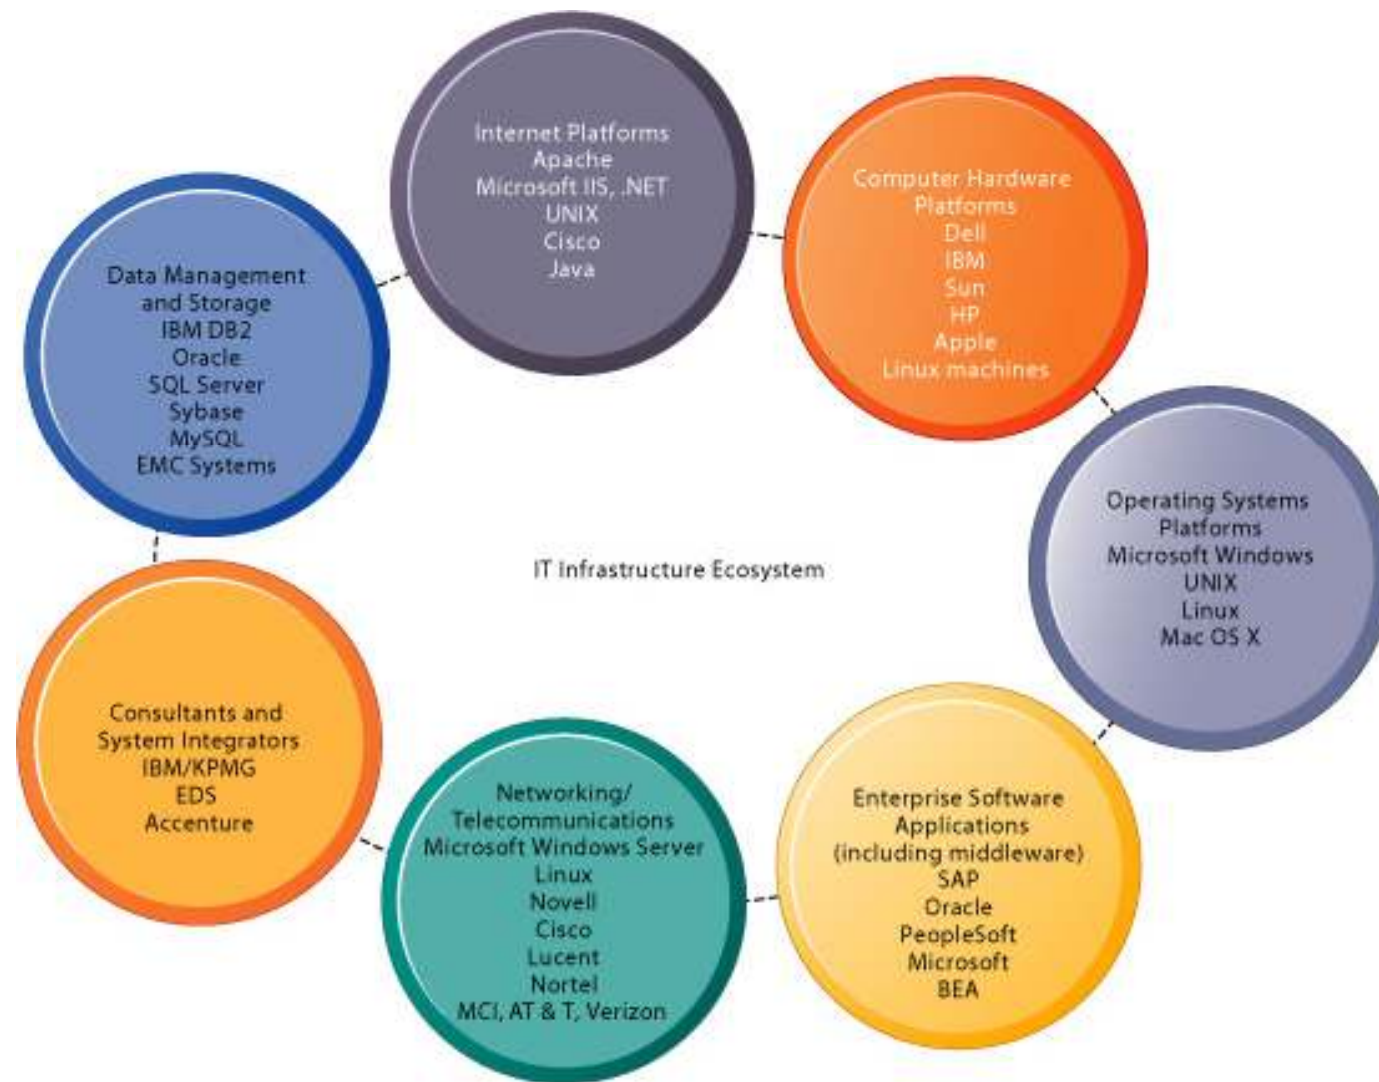 Internet Platforms
Apache
Microsoft IIS, .NET
UNIX
Cisco
Java
Computer Hardware
Platforms
Dell
IBM
Sun
HP
Apple
Linux machines
Data Management
and Storage
IBM DB2
Oracle
SQL Server
Sybase
MySQL
EMC Systems
Operating Systems
Platforms
Microsoft Windows
UNIX
Linux
Mac OS X
IT Infrastructure Ecosystem
Consultants and
System Integrators
IBM/KPMG
EDS
Accenture
Networking/
Telecommunications
Microsoft Windows Server
Linux
Novell
Cisco
Lucent
Nortel
MCI, AT & T, Verizon
Enterprise Software
Applications
(including middleware)
SAP
Oracle
PeopleSoft
Microsoft
BEA